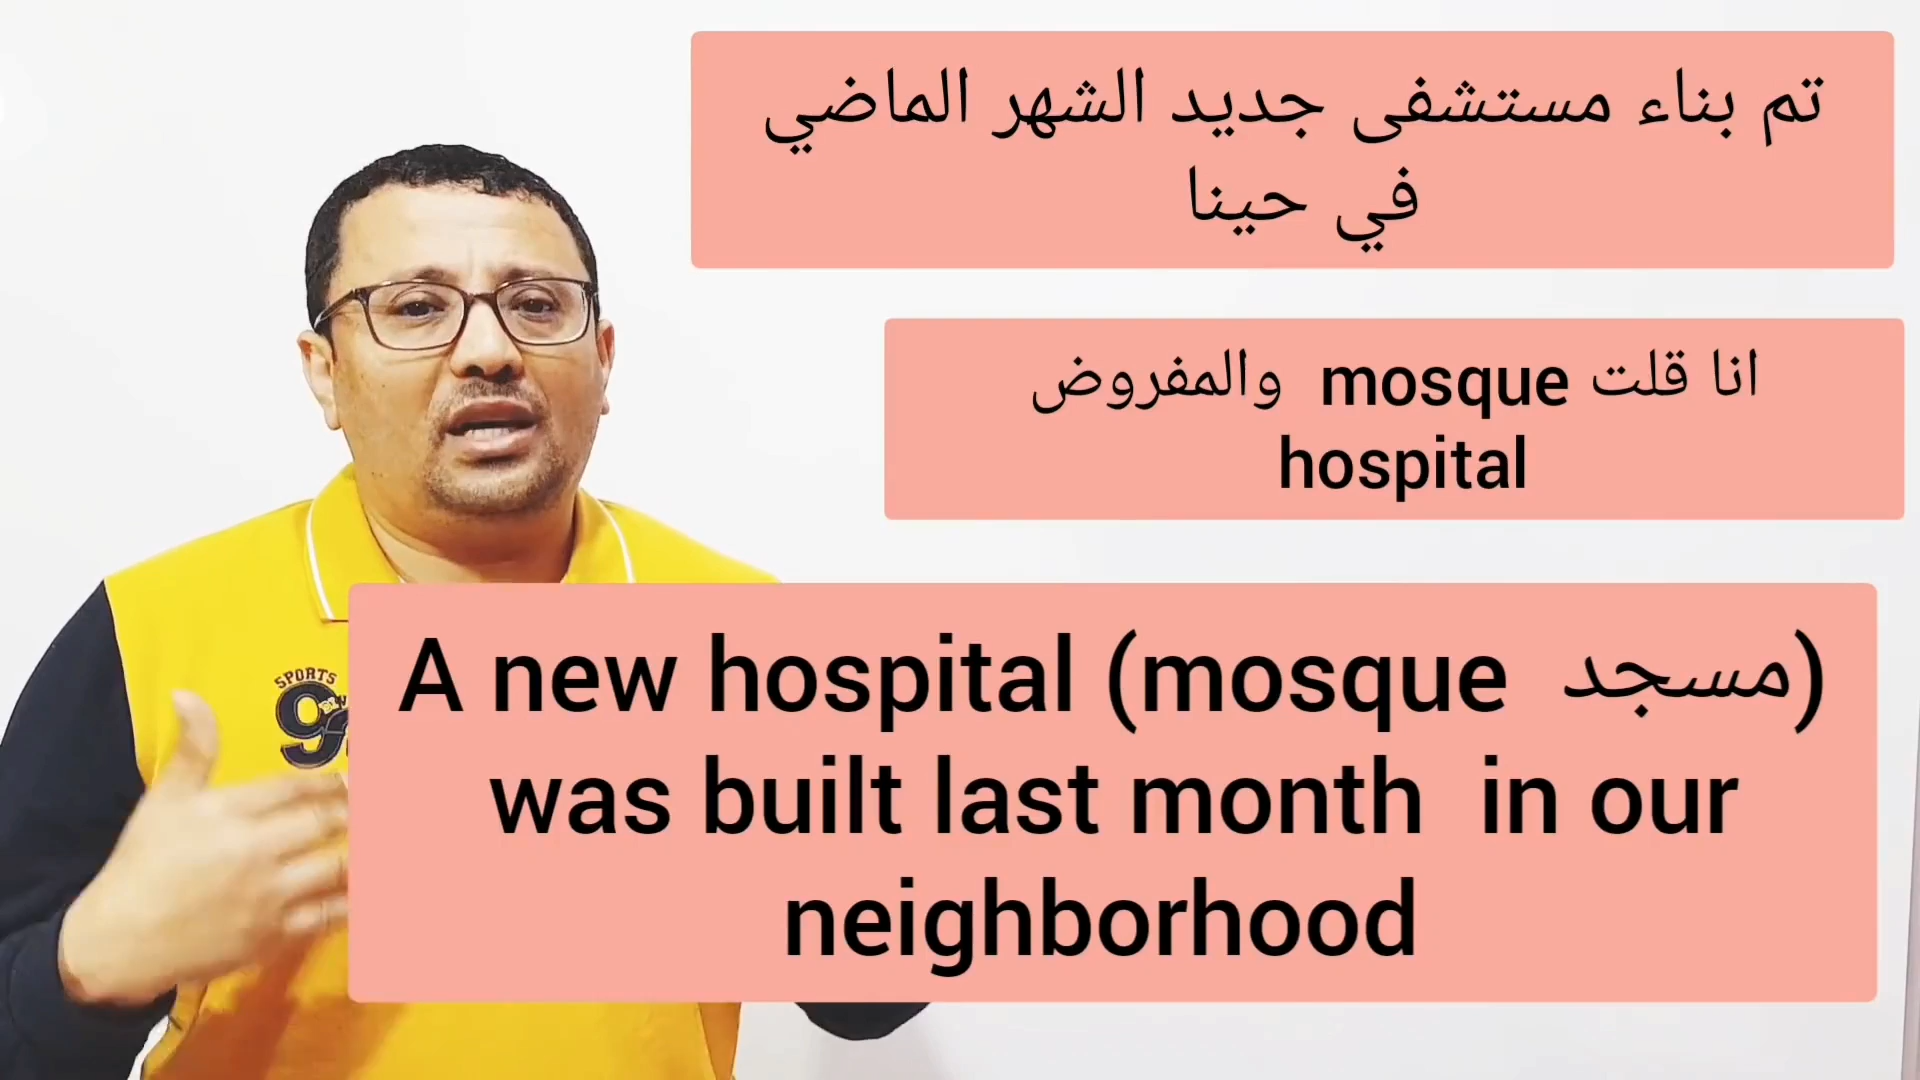 تم بناء مستشفى جديد الشهر الماضي
في حينا
انا قلت mosque والمفروض
hospital
A new hospital (mosque مسجد)
was built last month in our
neighborhood
SPORTS